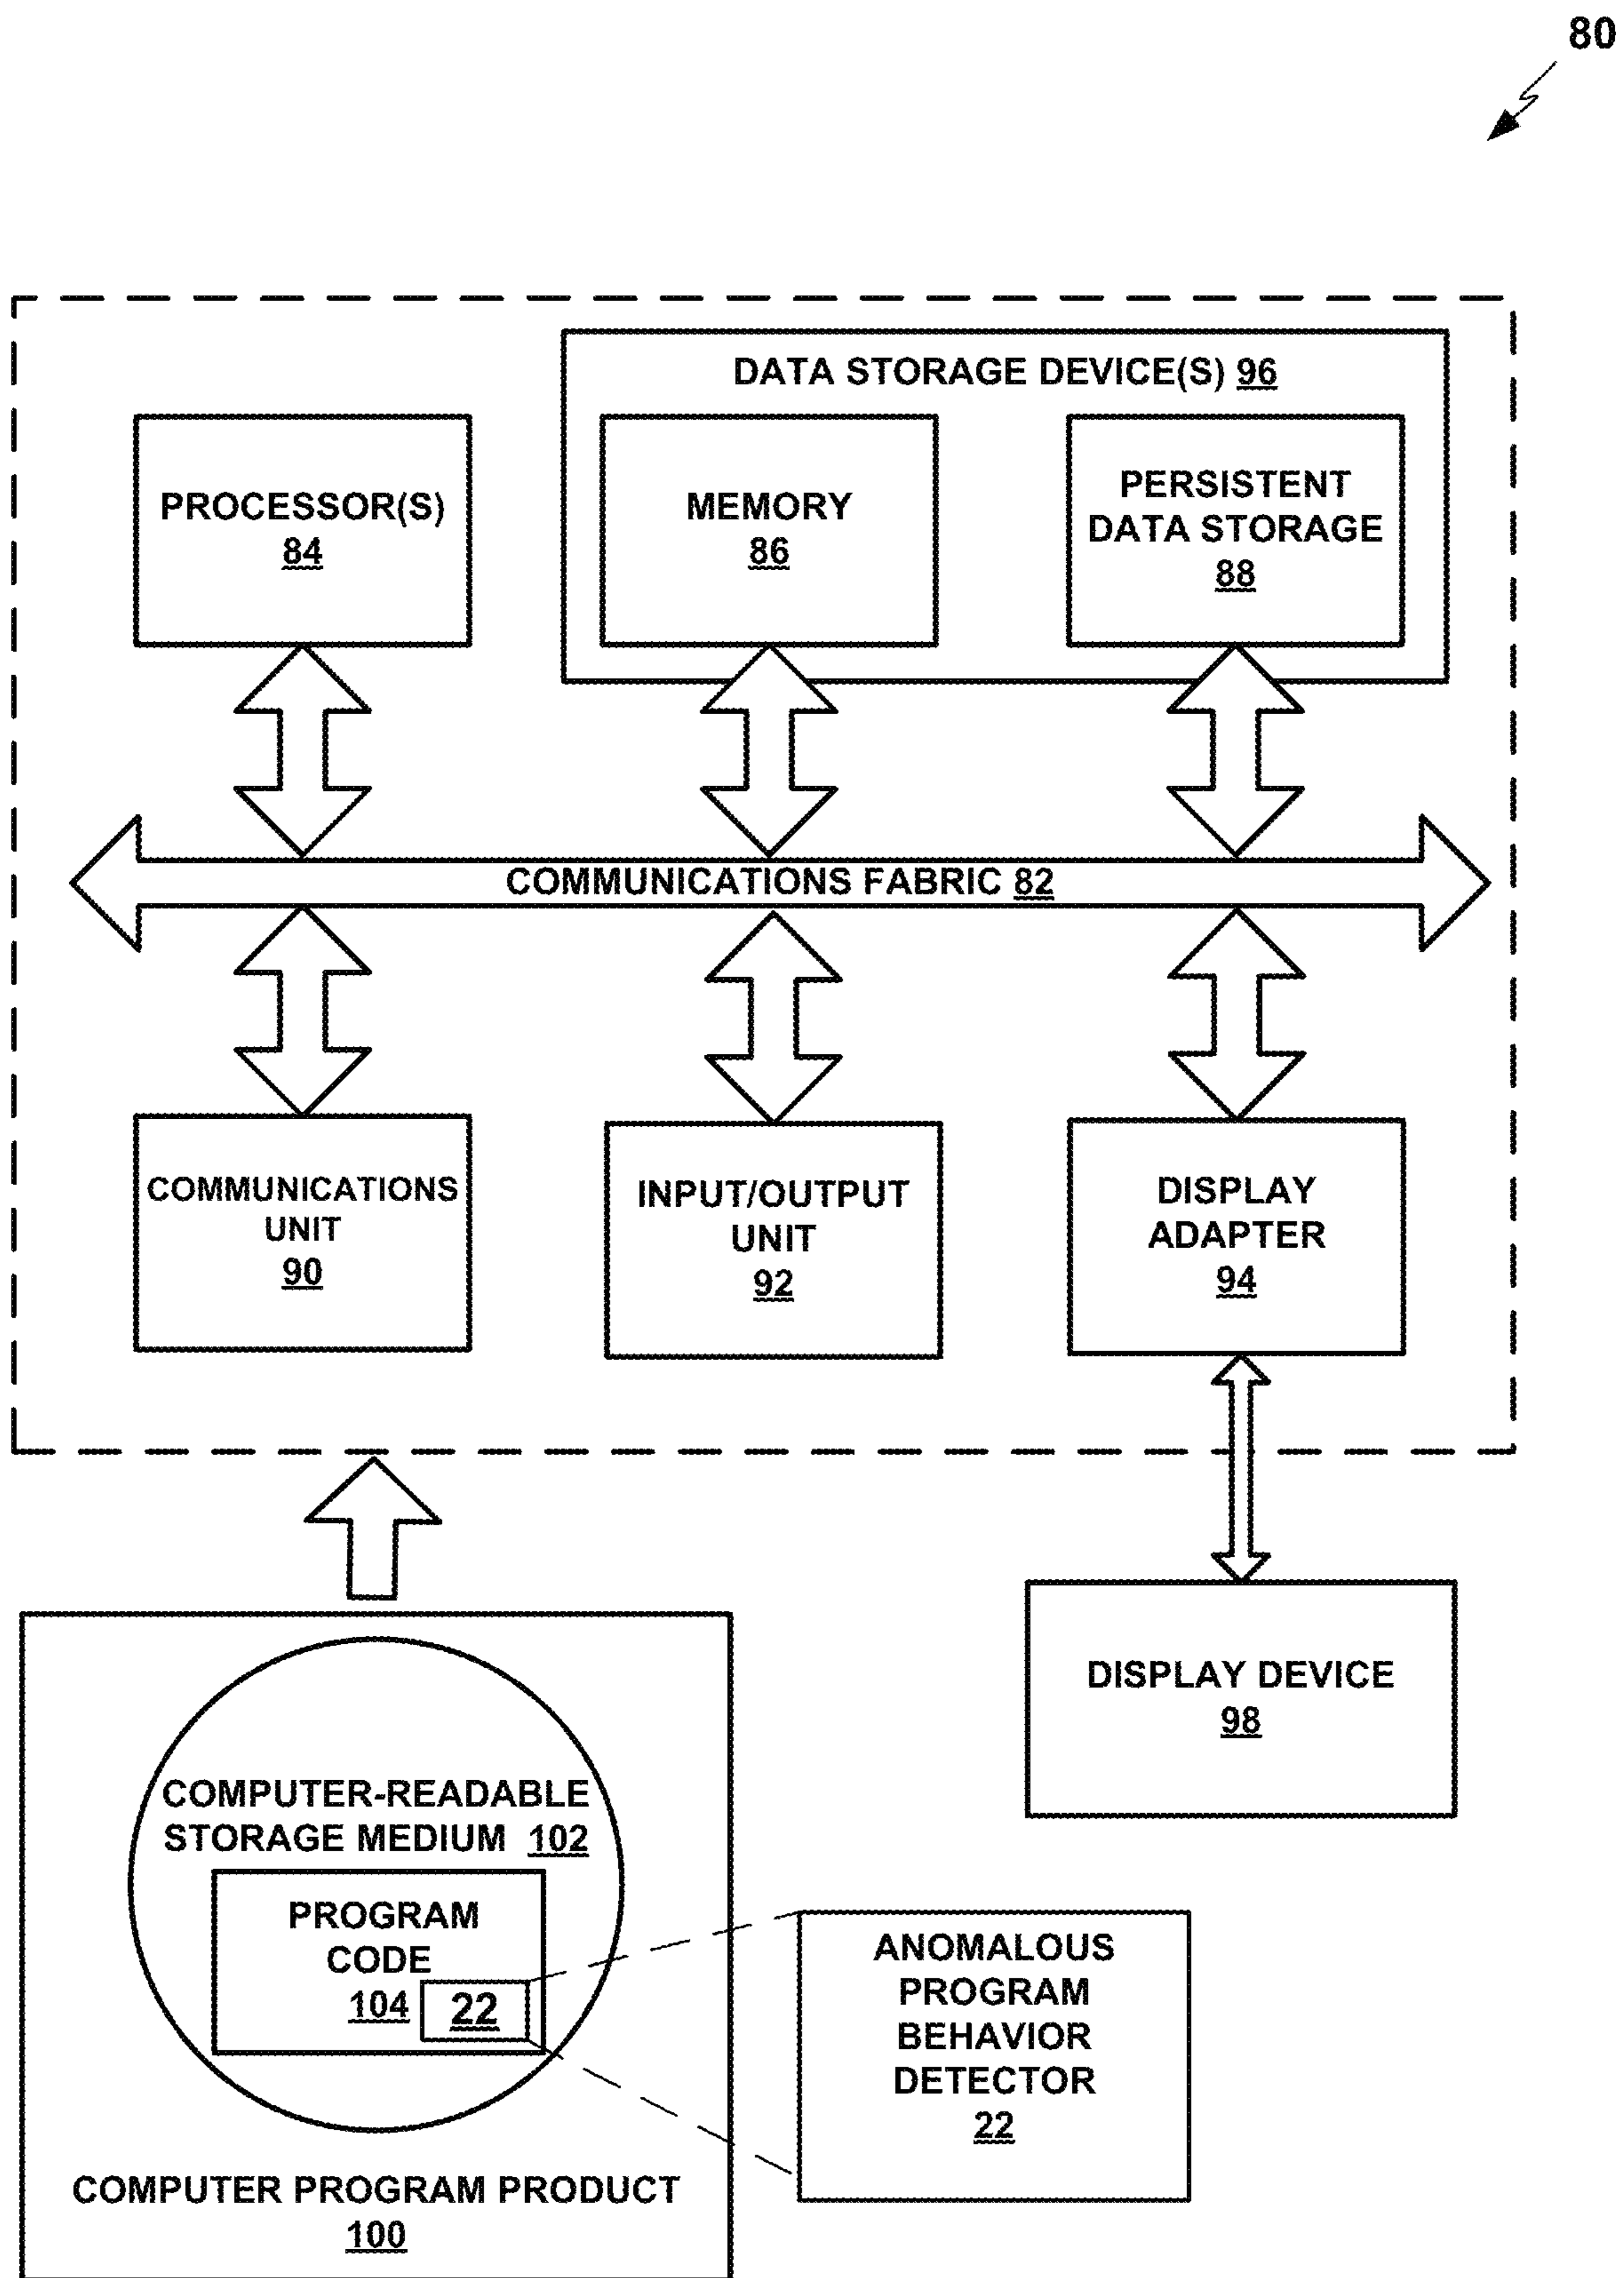 80
DATA STORAGE DEVICE(S) 96
PROCESSOR(S)
84
MEMORY
86
PERSISTENT
DATA STORAGE
88
COMMUNICATIONS FABRIC 82
COMMUNICATIONS
UNIT
90
INPUT/OUTPUT
UNIT
92
DISPLAY
ADAPTER
94
DISPLAY DEVICE
98
COMPUTER-READABLE
STORAGE MEDIUM 102
PROGRAM
CODE
104
22
ANOMALOUS
PROGRAM
BEHAVIOR
DETECTOR
22
COMPUTER PROGRAM PRODUCT
100